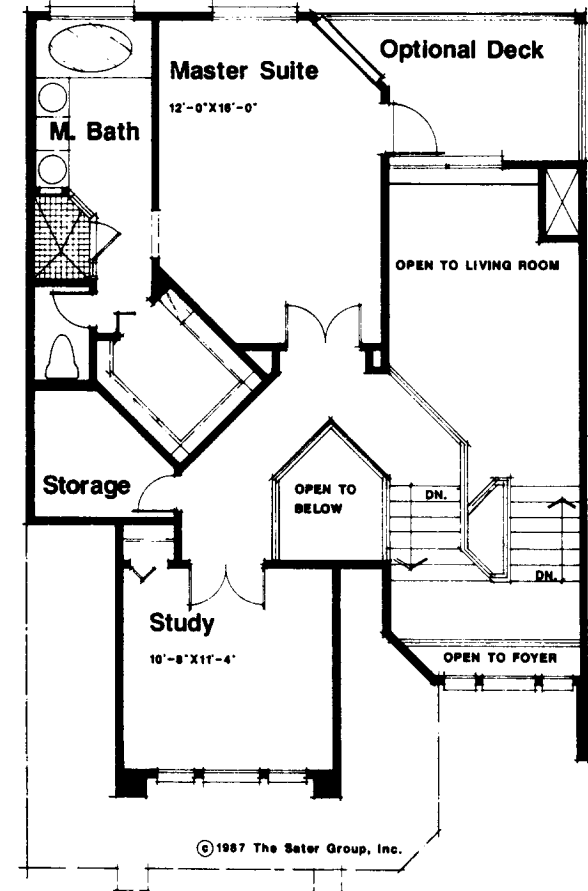 Optional Deck
Master Suite
12'-0"X16'-0"
M. Bath
OPEN TO LIVING ROOM
Storage
OPEN TO
BELOW
DN.
DN.
Study
10'-8"X11'-4"
OPEN TO FOYER
© 1987 The Sater Group, Inc.